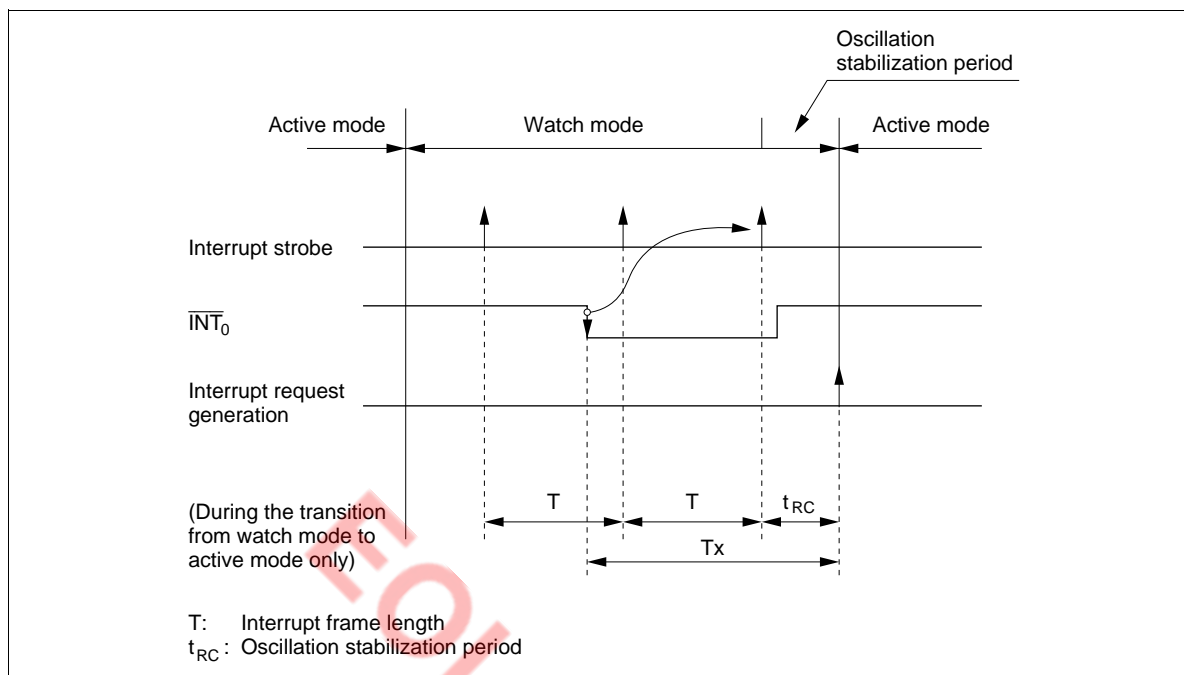 Oscillation
stabilization period
Active mode
Watch mode
Active mode
Interrupt strobe
INT0
Interrupt request
generation
T
T
tRC
(During the transition
from watch mode to
active mode only)
Tx
T: Interrupt frame length
tRC : Oscillation stabilization period